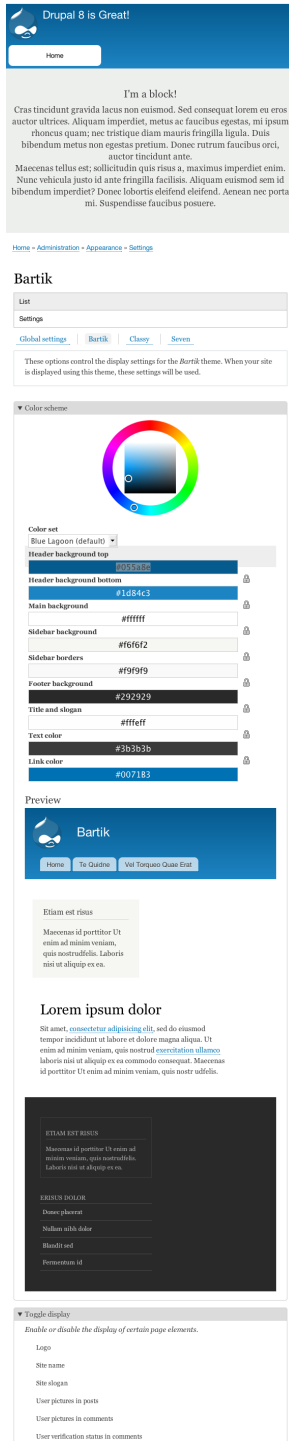 Drupal 8 is Great!
Home
I'm a block!
Cras tincidunt gravida lacus non euismod. Sed consequat lorem eu eros
auctor ultrices. Aliquam imperdiet, metus ac faucibus egestas, mi ipsum
rhoncus quam; nec tristique diam mauris fringilla ligula. Duis
bibendum metus non egestas pretium. Donec rutrum faucibus orci,
auctor tincidunt ante.
Maecenas tellus est; sollicitudin quis risus a, maximus imperdiet enim.
Nunc vehicula justo id ante fringilla facilisis. Aliquam euismod sem id
bibendum imperdiet? Donec lobortis eleifend eleifend. Aenean nec porta
mi. Suspendisse faucibus posuere.
Home » Administration » Appearance » Settings
Bartik
List
Settings
Global settings Bartik Classy Seven
These options control the display settings for the Bartik theme. When your site
is displayed using this theme, these settings will be used.
▼ Color scheme
Color set
Blue Lagoon (default)
Header background top
#055a8e
Header background bottom
#1d84c3
Main background
#ffffff
Sidebar background
#f6f6f2
Sidebar borders
#f9f9f9
Footer background
#292929
Title and slogan
#fffeff
Text color
#3b3b3b
Link color
#0071B3
Preview
Bartik
Home Te Quidne Vel Torqueo Quae Erat
Etiam est risus
Maecenas id porttitor Ut
enim ad minim veniam,
quis nostrudfelis. Laboris
nisi ut aliquip ex ea.
Lorem ipsum dolor
Sit amet, consectetur adipisicing elit, sed do eiusmod
tempor incididunt ut labore et dolore magna aliqua. Ut
enim ad minim veniam, quis nostrud exercitation ullamco
laboris nisi ut aliquip ex ea commodo consequat. Maecenas
id porttitor Ut enim ad minim veniam, quis nostr udfelis.
ETIAM EST RISUS
Maecenas id porttitor Ut enim ad
minim veniam, quis nostrudfelis.
Laboris nisi ut aliquip ex ea.
ERISUS DOLOR
Donec placerat
Nullam nibh dolor
Blandit sed
Fermentum id
▼ Toggle display
Enable or disable the display of certain page elements.
Logo
Site name
Site slogan
User pictures in posts
User pictures in comments
User verification status in comments